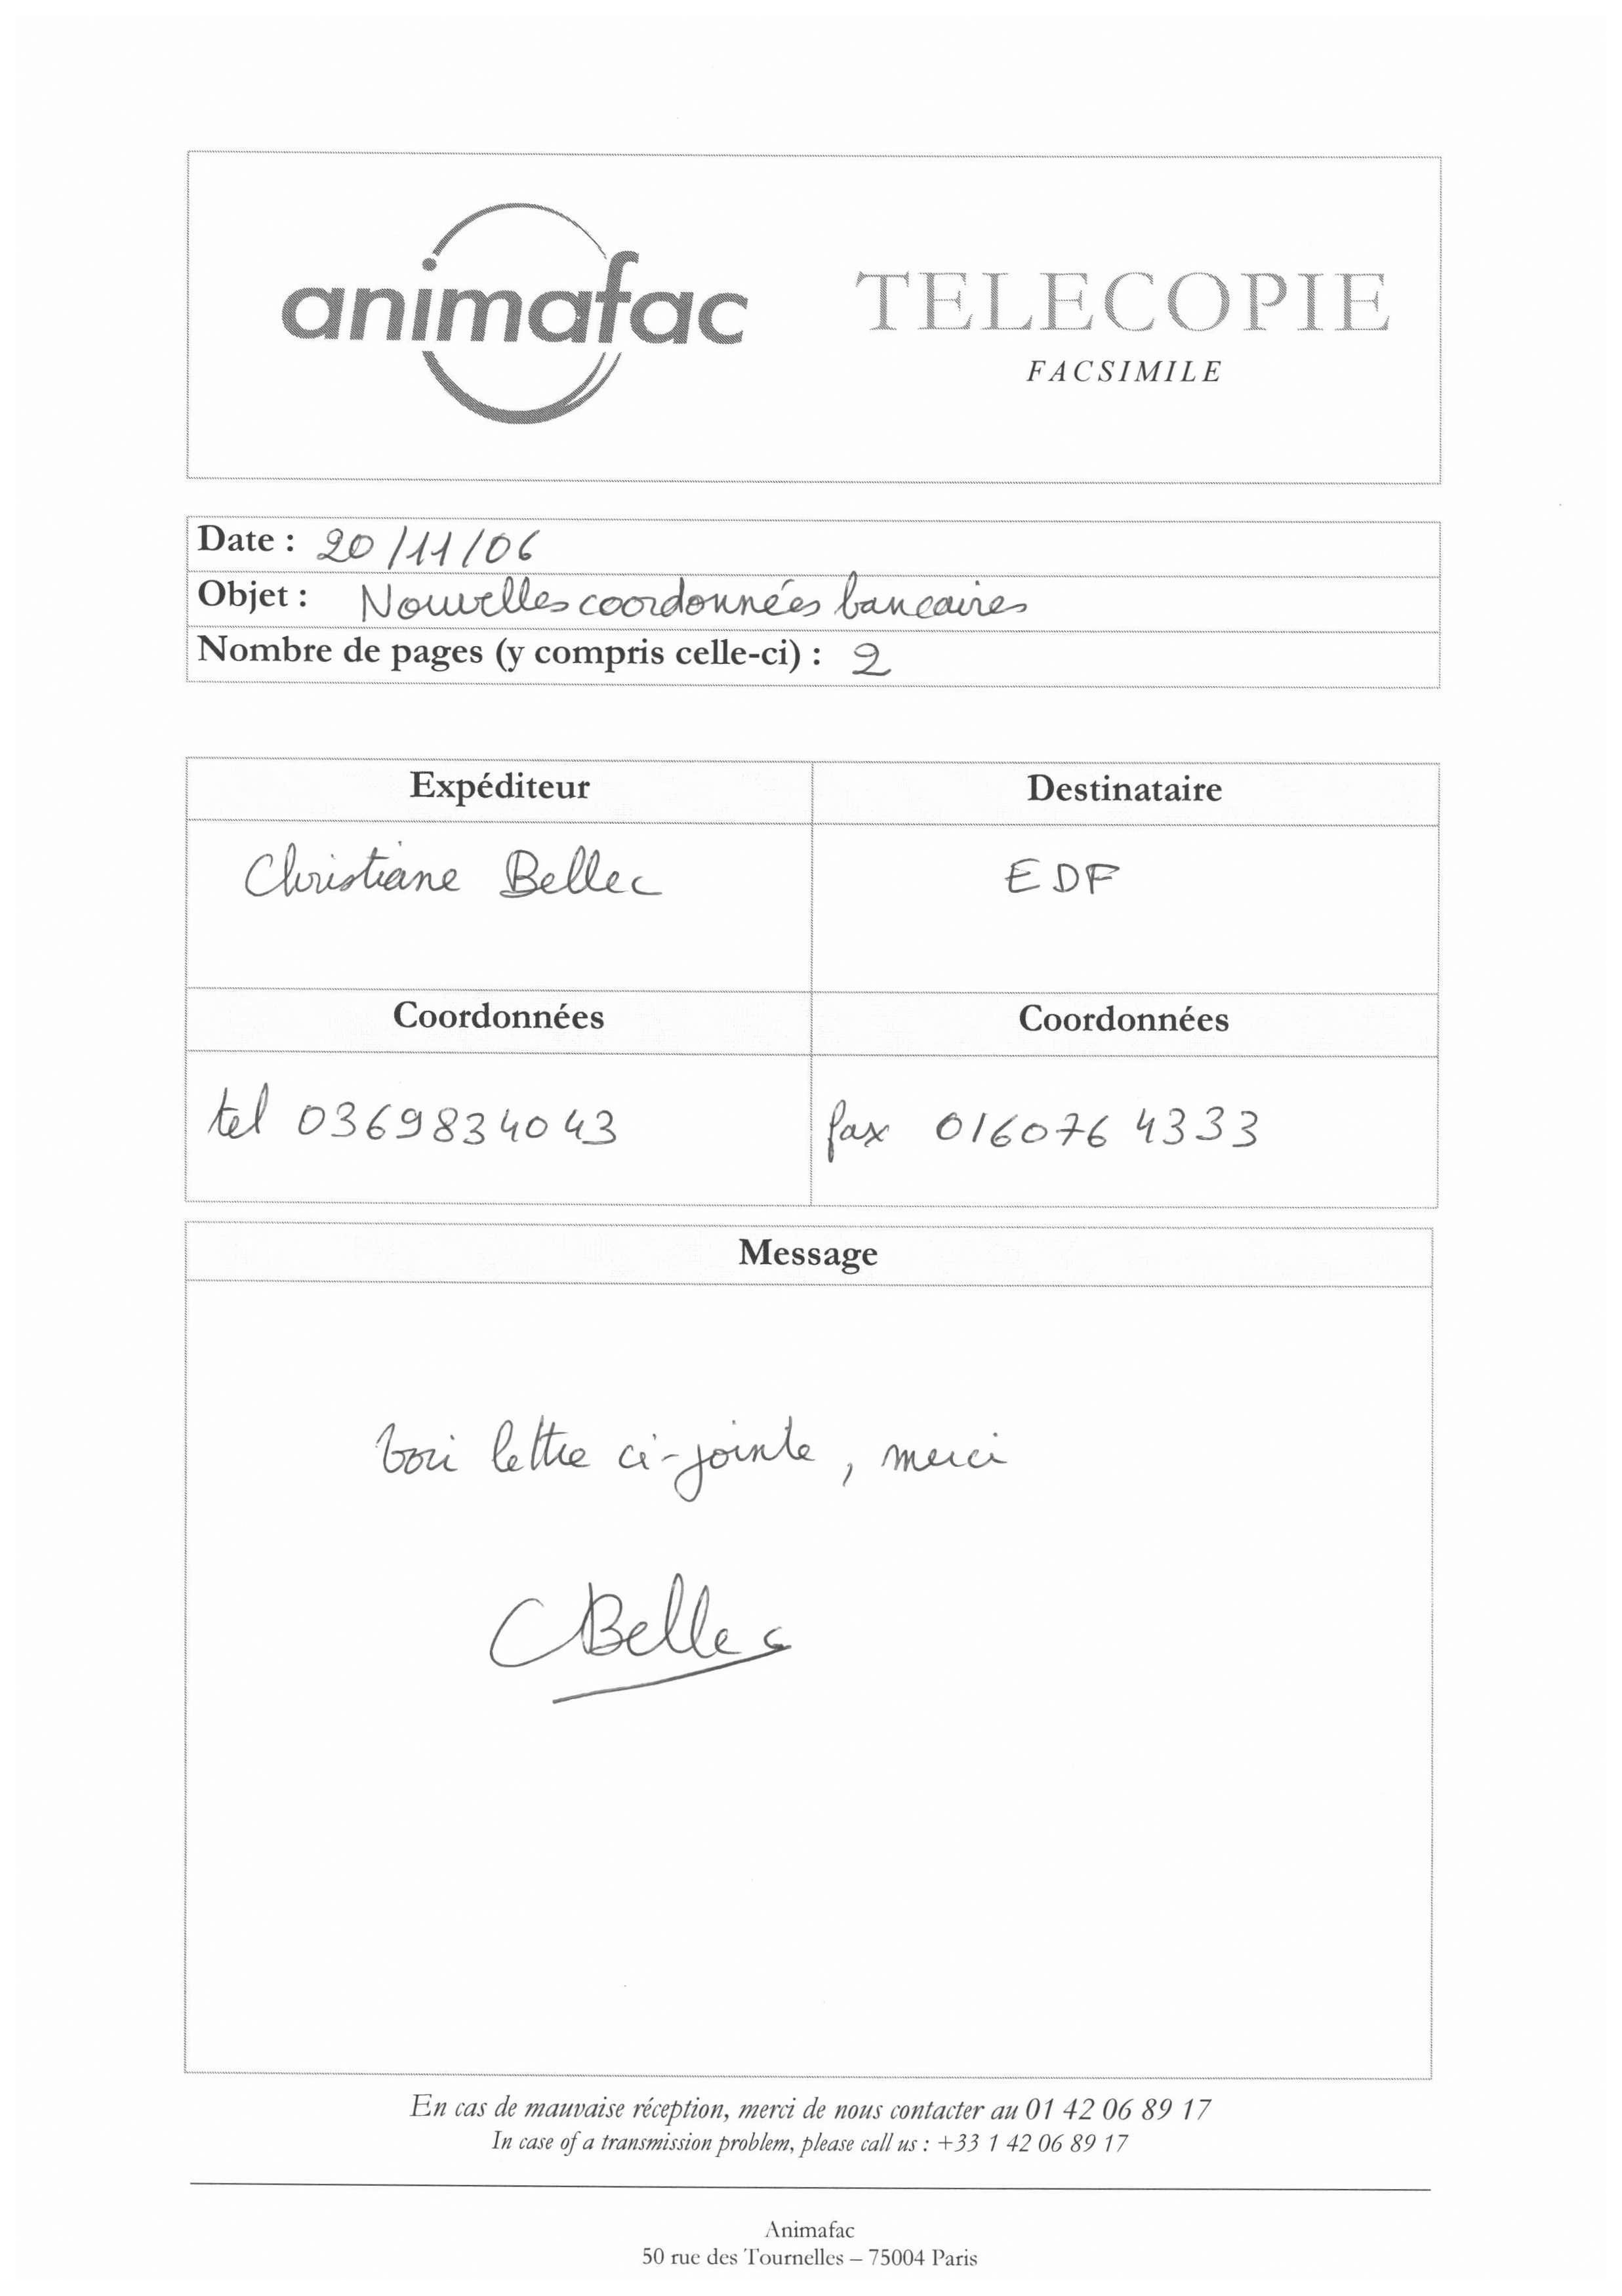 animafac
TELECOPIE
FACSIMILE
Date : 20/11/06
Objet : Nouvelles coordonnées bancaires
Nombre de pages (y compris celle-ci) : 2
Expéditeur Destinataire
Christiane Bellec EDF
Coordonnées Coordonnées
tel 0369834043 fax 0160764333
Message
voir lettre ci-jointe, merci
CBellec
En cas de mauvaise réception, merci de nous contacter au 01 42 06 89 17
In case of a transmission problem, please call us : +33 1 42 06 89 17
Animafac
50 rue des Tournelles – 75004 Paris